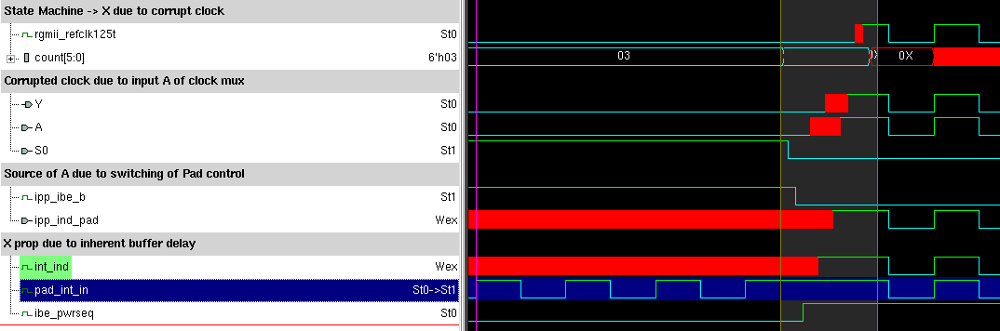 State Machine -> X due to corrupt clock
rgmii_refclk125t St0
count[5:0] 6'h03 03 0X 0X
Corrupted clock due to input A of clock mux
Y St0
A St0
S0 St1
Source of A due to switching of Pad control
ipp_ibe_b St1
ipp_ind_pad Wex
X prop due to inherent buffer delay
int_ind Wex
pad_int_in St0->St1
ibe_pwrseq St0